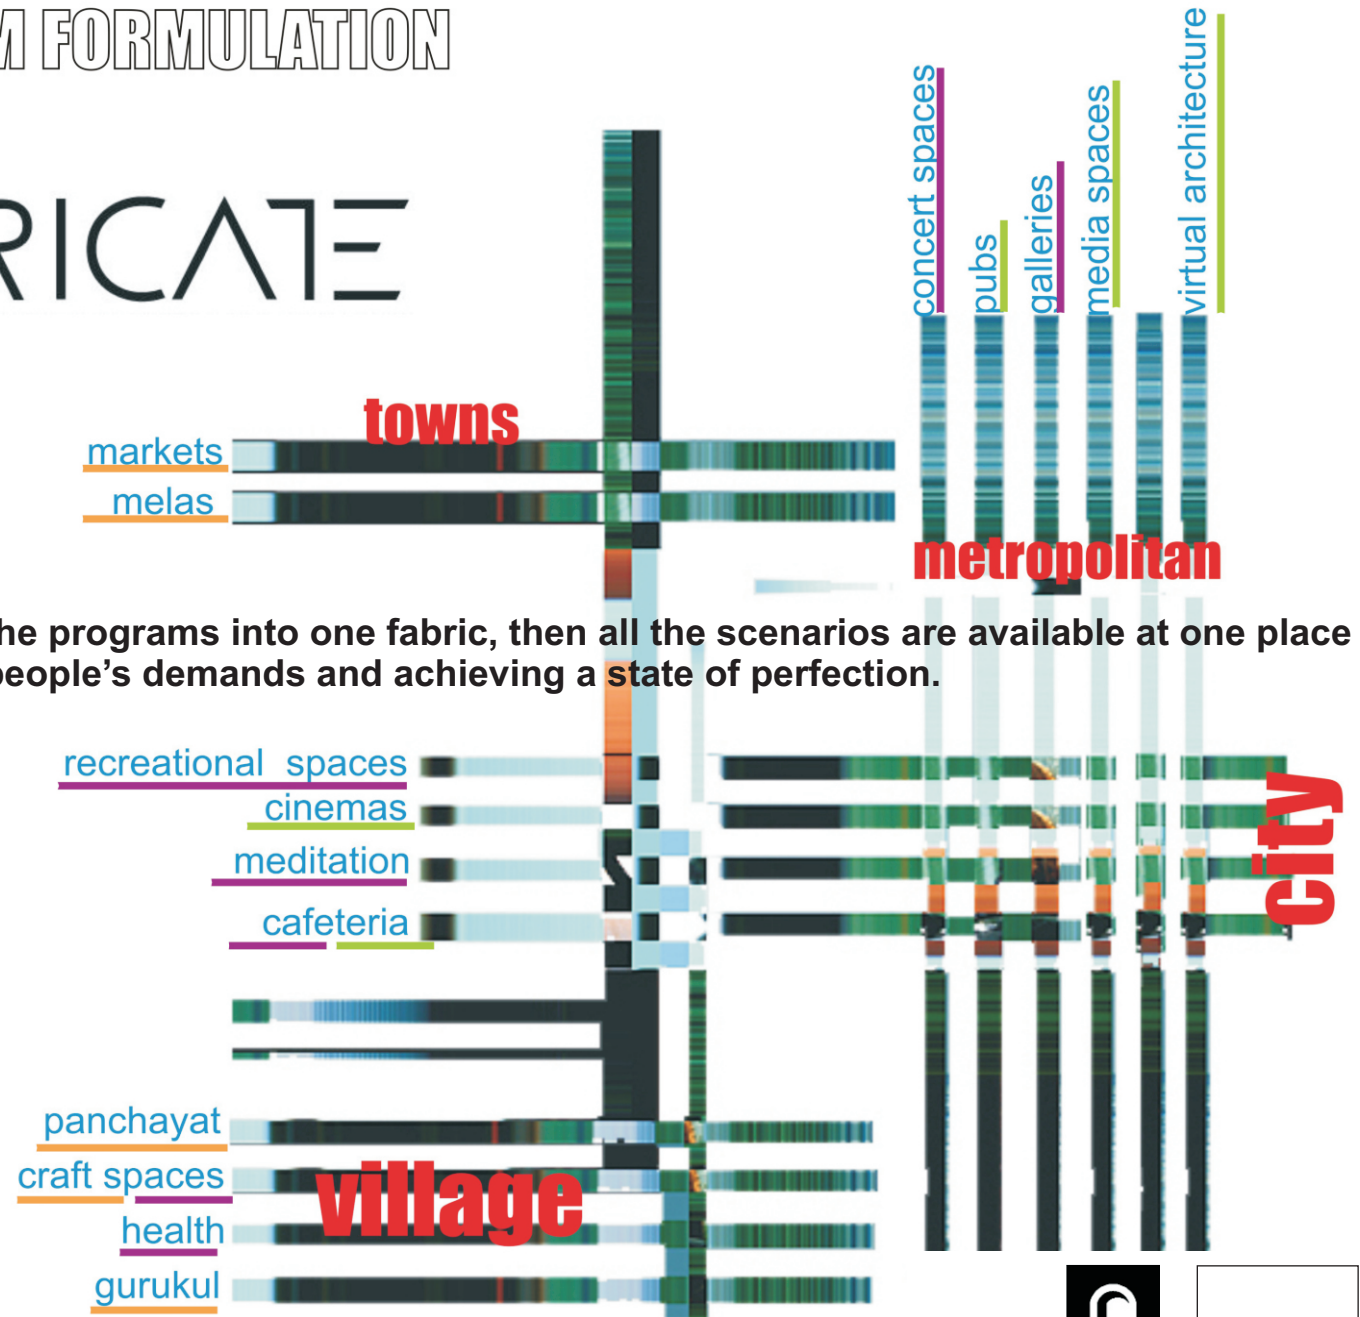 M FORMULATION
RICATE
concert spaces
pubs
galleries
media spaces
virtual architecture
towns
markets
melas
metropolitan
he programs into one fabric, then all the scenarios are available at one place
people's demands and achieving a state of perfection.
recreational spaces
cinemas
meditation
cafeteria
city
panchayat
craft spaces
village
health
gurukul